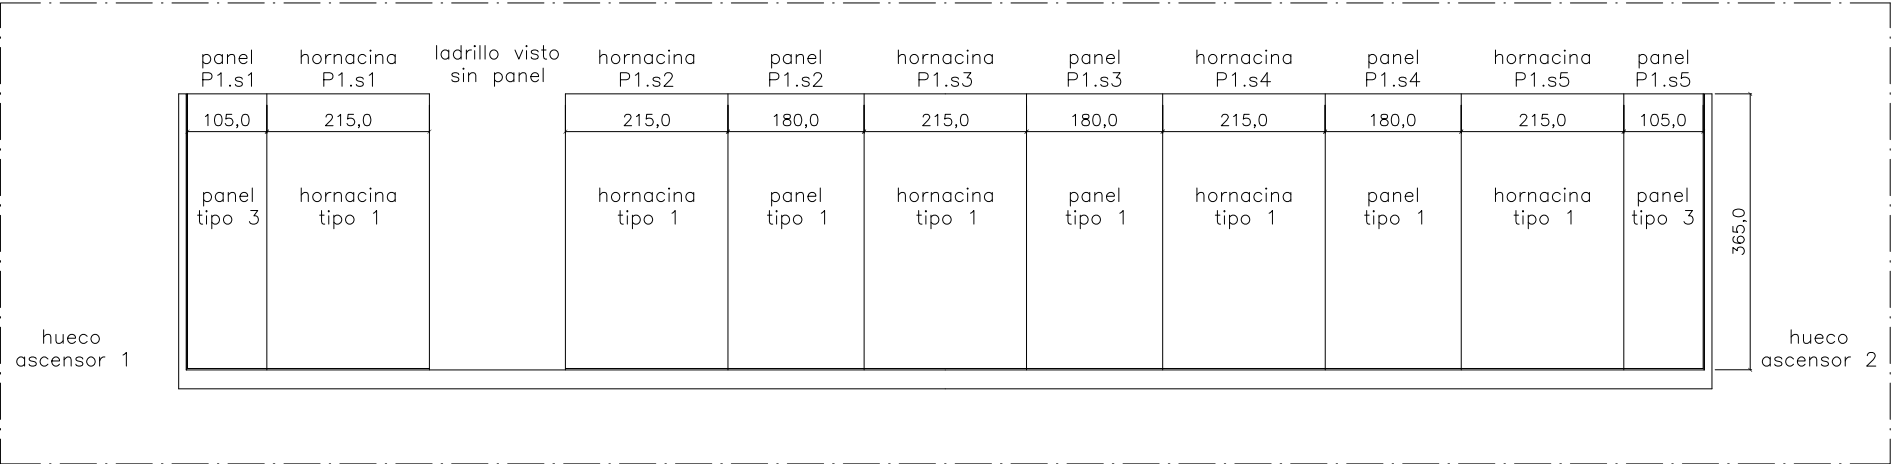 panel
P1.s1
hornacina
P1.s1
ladrillo visto
sin panel
hornacina
P1.s2
panel
P1.s2
hornacina
P1.s3
panel
P1.s3
hornacina
P1.s4
panel
P1.s4
hornacina
P1.s5
panel
P1.s5
105,0
215,0
215,0
180,0
215,0
180,0
215,0
180,0
215,0
105,0
panel
tipo 3
hornacina
tipo 1
hornacina
tipo 1
panel
tipo 1
hornacina
tipo 1
panel
tipo 1
hornacina
tipo 1
panel
tipo 1
hornacina
tipo 1
panel
tipo 3
365,0
hueco
ascensor 1
hueco
ascensor 2